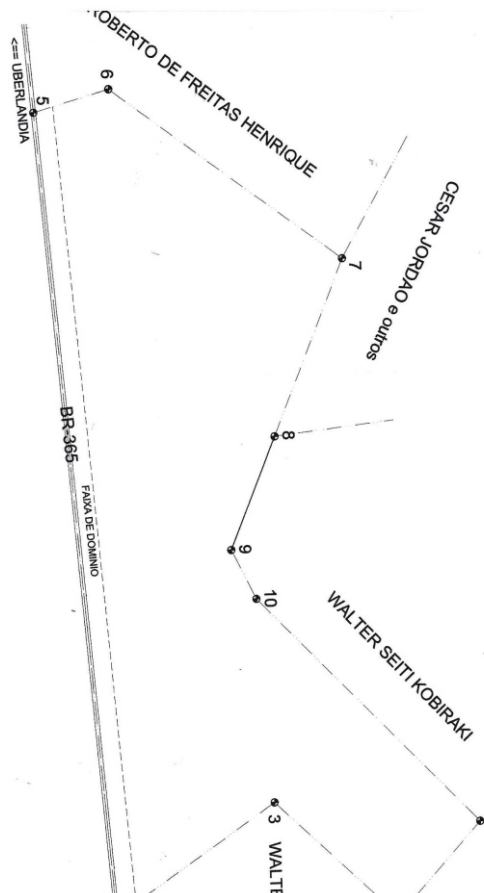 ROBERTO DE FREITAS HENRIQUE
<== UBERLANDIA
5
6
7
CESAR JORDAO e outros
8
BR-365
FAIXA DE DOMINIO
9
10
WALTER SEITI KOBIRAKI
3